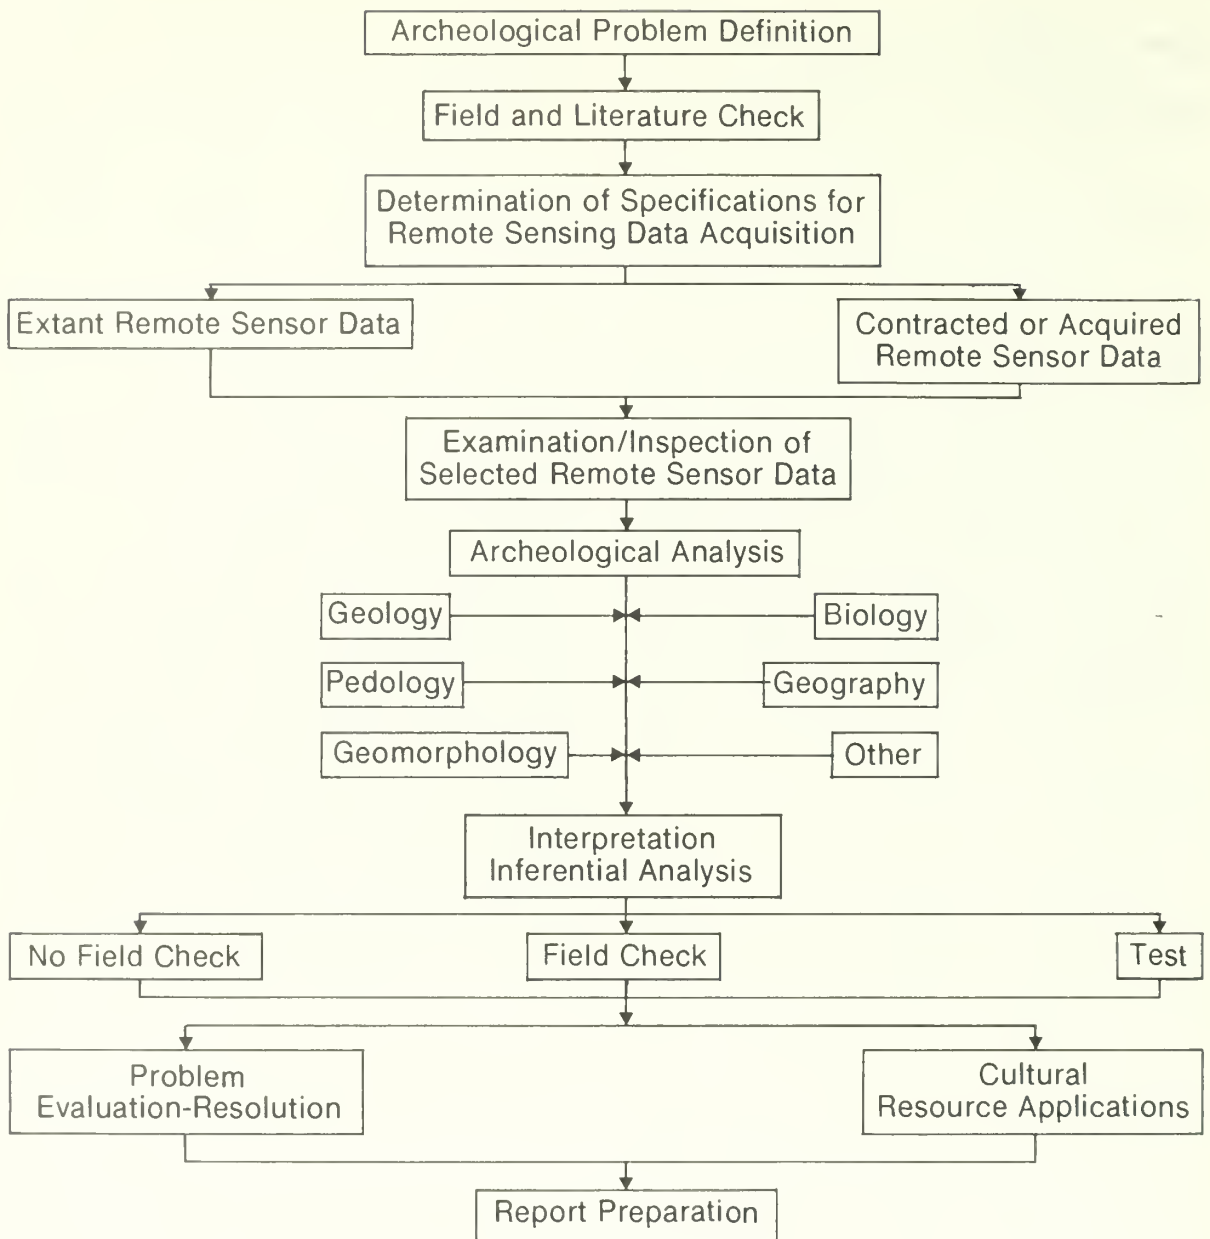 Archeological Problem Definition
Field and Literature Check
Determination of Specifications for
Remote Sensing Data Acquisition
Extant Remote Sensor Data
Contracted or Acquired
Remote Sensor Data
Examination/Inspection of
Selected Remote Sensor Data
Archeological Analysis
Geology
Biology
Pedology
Geography
Geomorphology
Other
Interpretation
Inferential Analysis
No Field Check
Field Check
Test
Problem
Evaluation-Resolution
Cultural
Resource Applications
Report Preparation